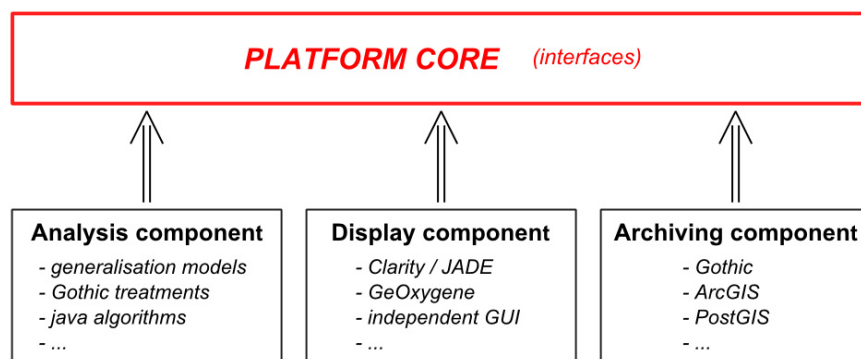 PLATFORM CORE (interfaces)
Analysis component
- generalisation models
- Gothic treatments
- java algorithms
- ...
Display component
- Clarity / JADE
- GeOxygene
- independent GUI
- ...
Archiving component
- Gothic
- ArcGIS
- PostGIS
- ...